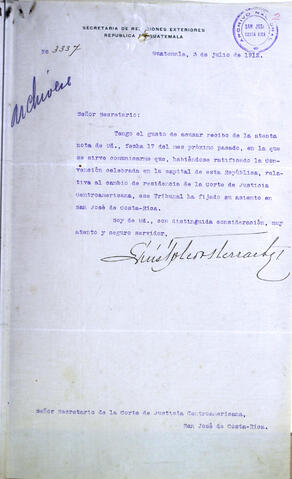 SECRETARIA DE RELACIONES EXTERIORES
REPUBLICA DE GUATEMALA
SAN JOSÉ
COSTA RICA
No 3337
Guatemala, 3 de julio de 1912.
archívese
Señor Secretario:
Tengo el gusto de acusar recibo de la atenta
nota de Ud., fecha 17 del mes próximo pasado, en la que
se sirve comunicarme que, habiéndose ratificado la Con-
vención celebrada en la capital de esta República, rela-
tiva al cambio de residencia de la Corte de Justicia
Centroamericana, ese Tribunal ha fijado su asiento en
San José de Costa-Rica.
Soy de Ud., con distinguida consideración, muy
atento y seguro servidor.
Señor Secretario de la Corte de Justicia Centroamericana,
San José de Costa-Rica.